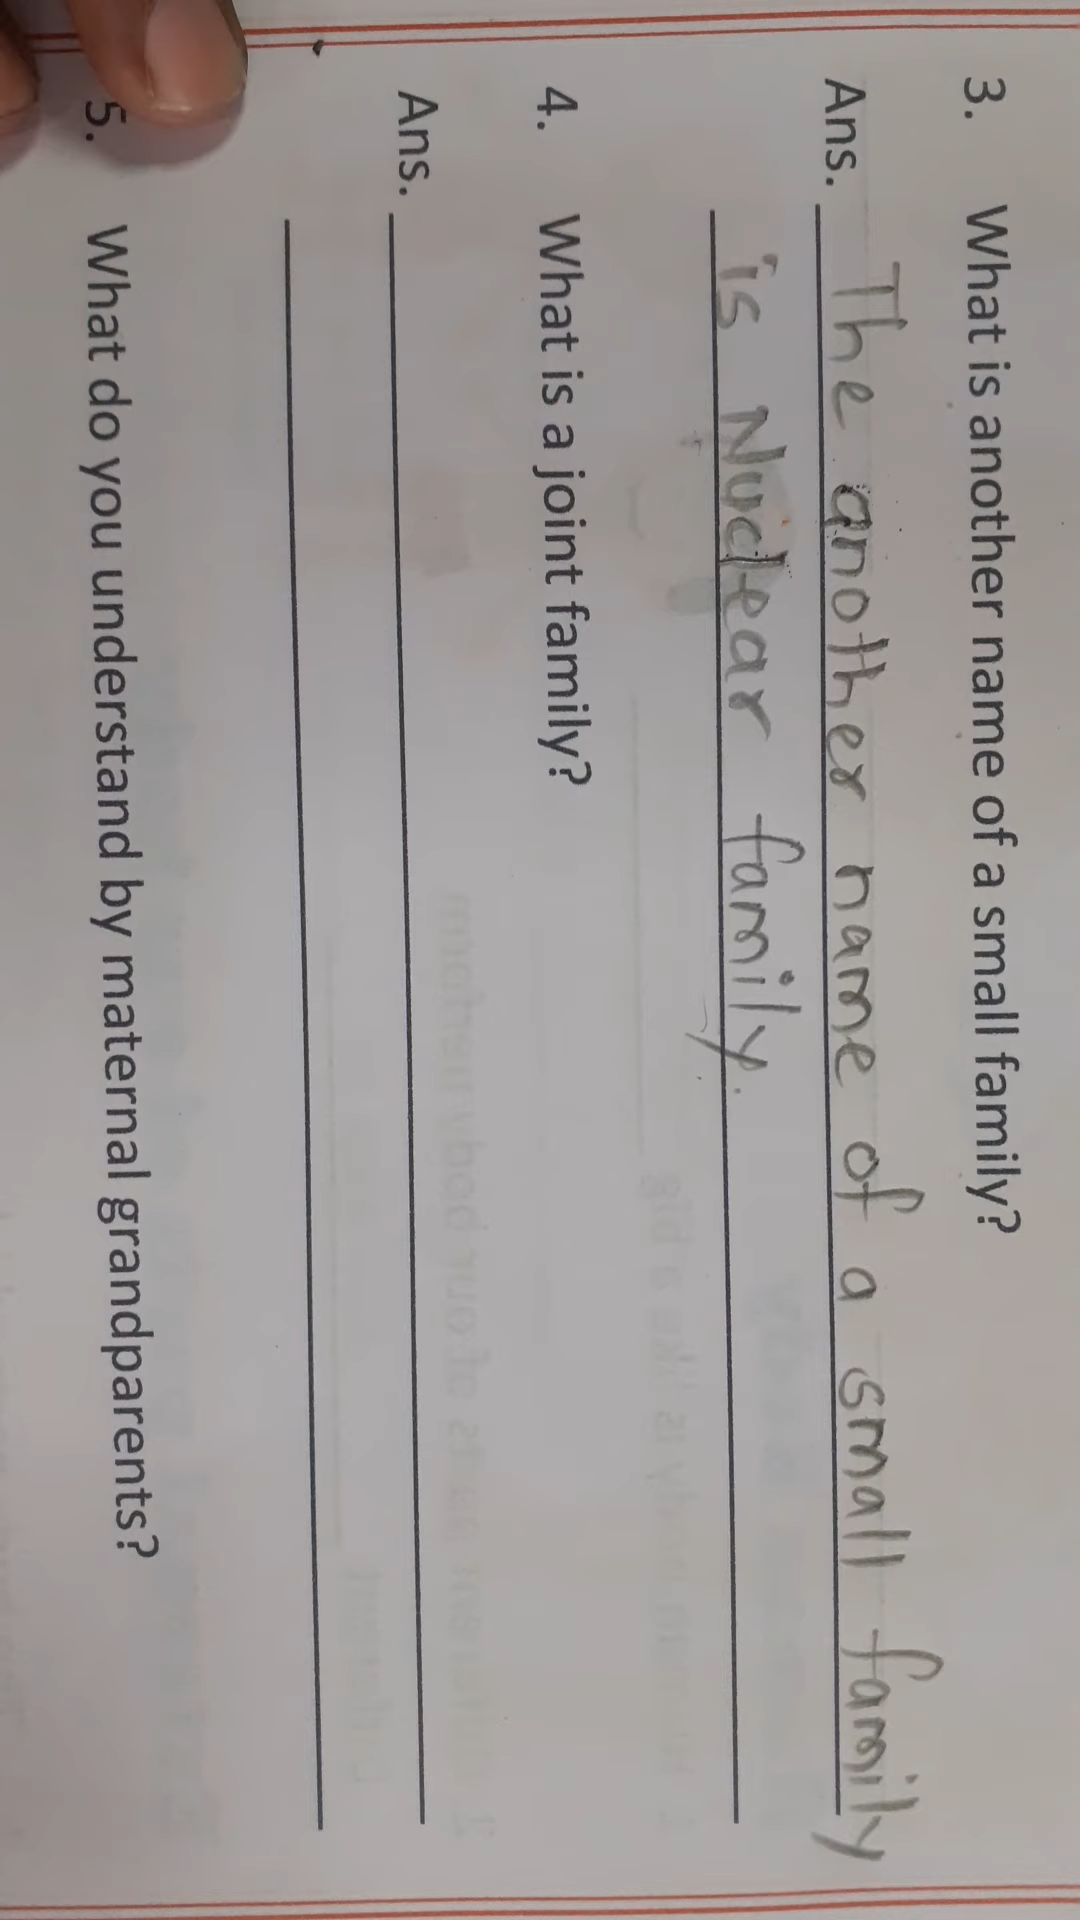 3. What is another name of a small family?
Ans. The another name of a small family
is Nuclear family.
4. What is a joint family?
Ans.
5. What do you understand by maternal grandparents?